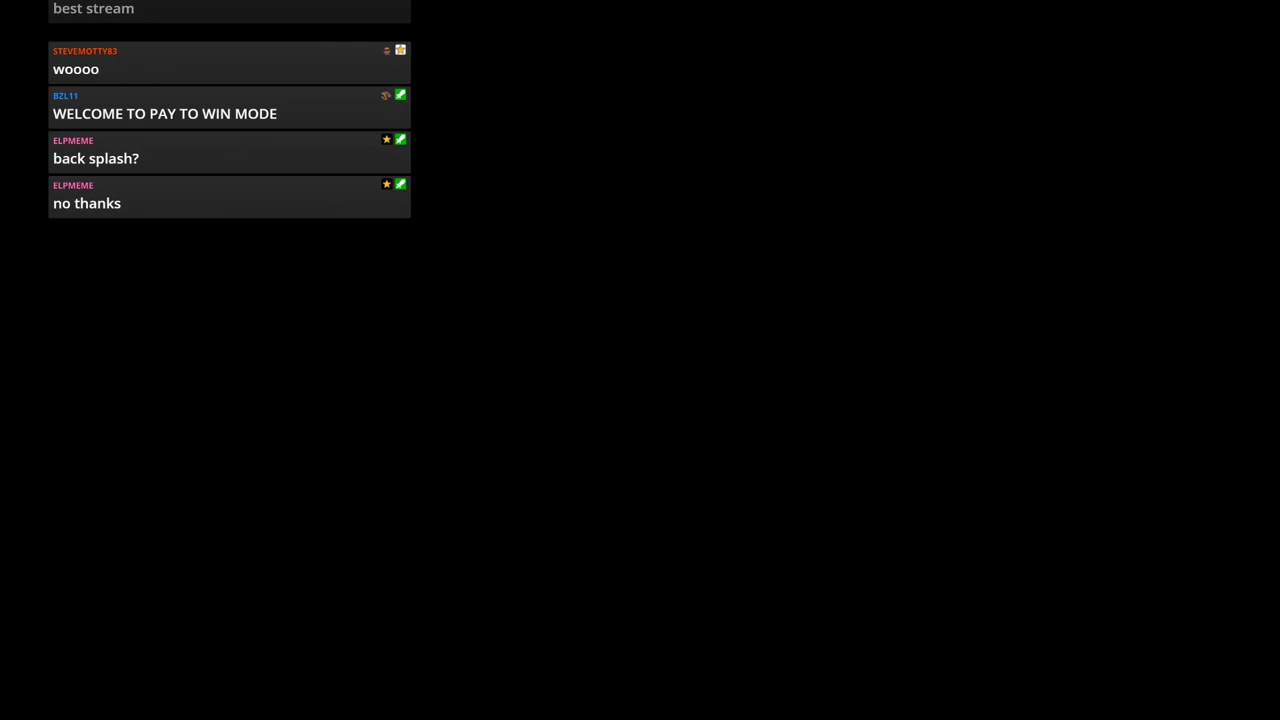 best stream
STEVEMOTTY83
woooo
BZL11
WELCOME TO PAY TO WIN MODE
ELPMEME
back splash?
ELPMEME
no thanks